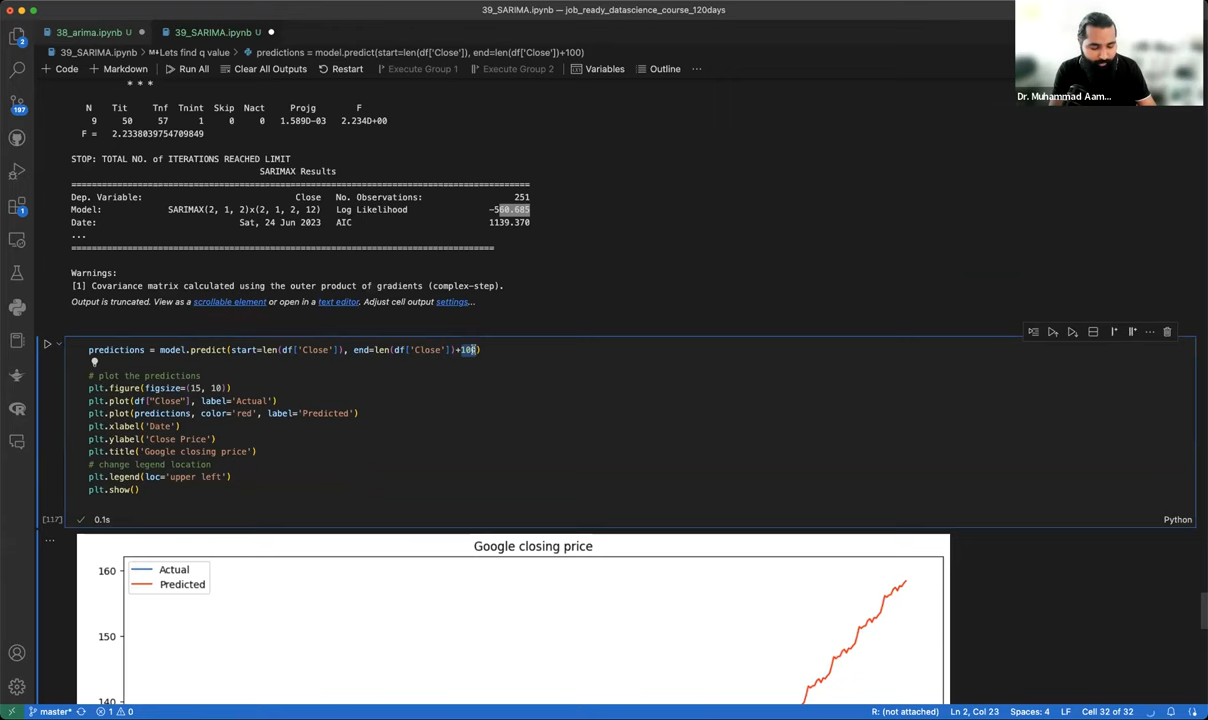 39_SARIMA.ipynb — job_ready_datascience_course_120days
38_arima.ipynb U
39_SARIMA.ipynb U
39_SARIMA.ipynb > M↓Lets find q value > predictions = model.predict(start=len(df['Close']), end=len(df['Close'])+100)
+ Code + Markdown Run All Clear All Outputs Restart Execute Group 1 Execute Group 2 Variables Outline ...
Dr. Muhammad Aam...
* * *
N Tit Tnf Tnint Skip Nact Projg F
9 50 57 1 0 0 1.589D-03 2.234D+00
F = 2.2338039754709849
STOP: TOTAL NO. of ITERATIONS REACHED LIMIT
SARIMAX Results
==============================================================================
Dep. Variable: Close No. Observations: 251
Model: SARIMAX(2, 1, 2)x(2, 1, 2, 12) Log Likelihood -560.685
Date: Sat, 24 Jun 2023 AIC 1139.370
...
==============================================================================
Warnings:
[1] Covariance matrix calculated using the outer product of gradients (complex-step).
Output is truncated. View as a scrollable element or open in a text editor. Adjust cell output settings...
predictions = model.predict(start=len(df['Close']), end=len(df['Close'])+100)
# plot the predictions
plt.figure(figsize=(15, 10))
plt.plot(df["Close"], label='Actual')
plt.plot(predictions, color='red', label='Predicted')
plt.xlabel('Date')
plt.ylabel('Close Price')
plt.title('Google closing price')
# change legend location
plt.legend(loc='upper left')
plt.show()
[117] ✓ 0.1s Python
...
Google closing price
Actual
Predicted
160
150
140
2
197
1
master* 1 0 R: (not attached) Ln 2, Col 23 Spaces: 4 LF Cell 32 of 32